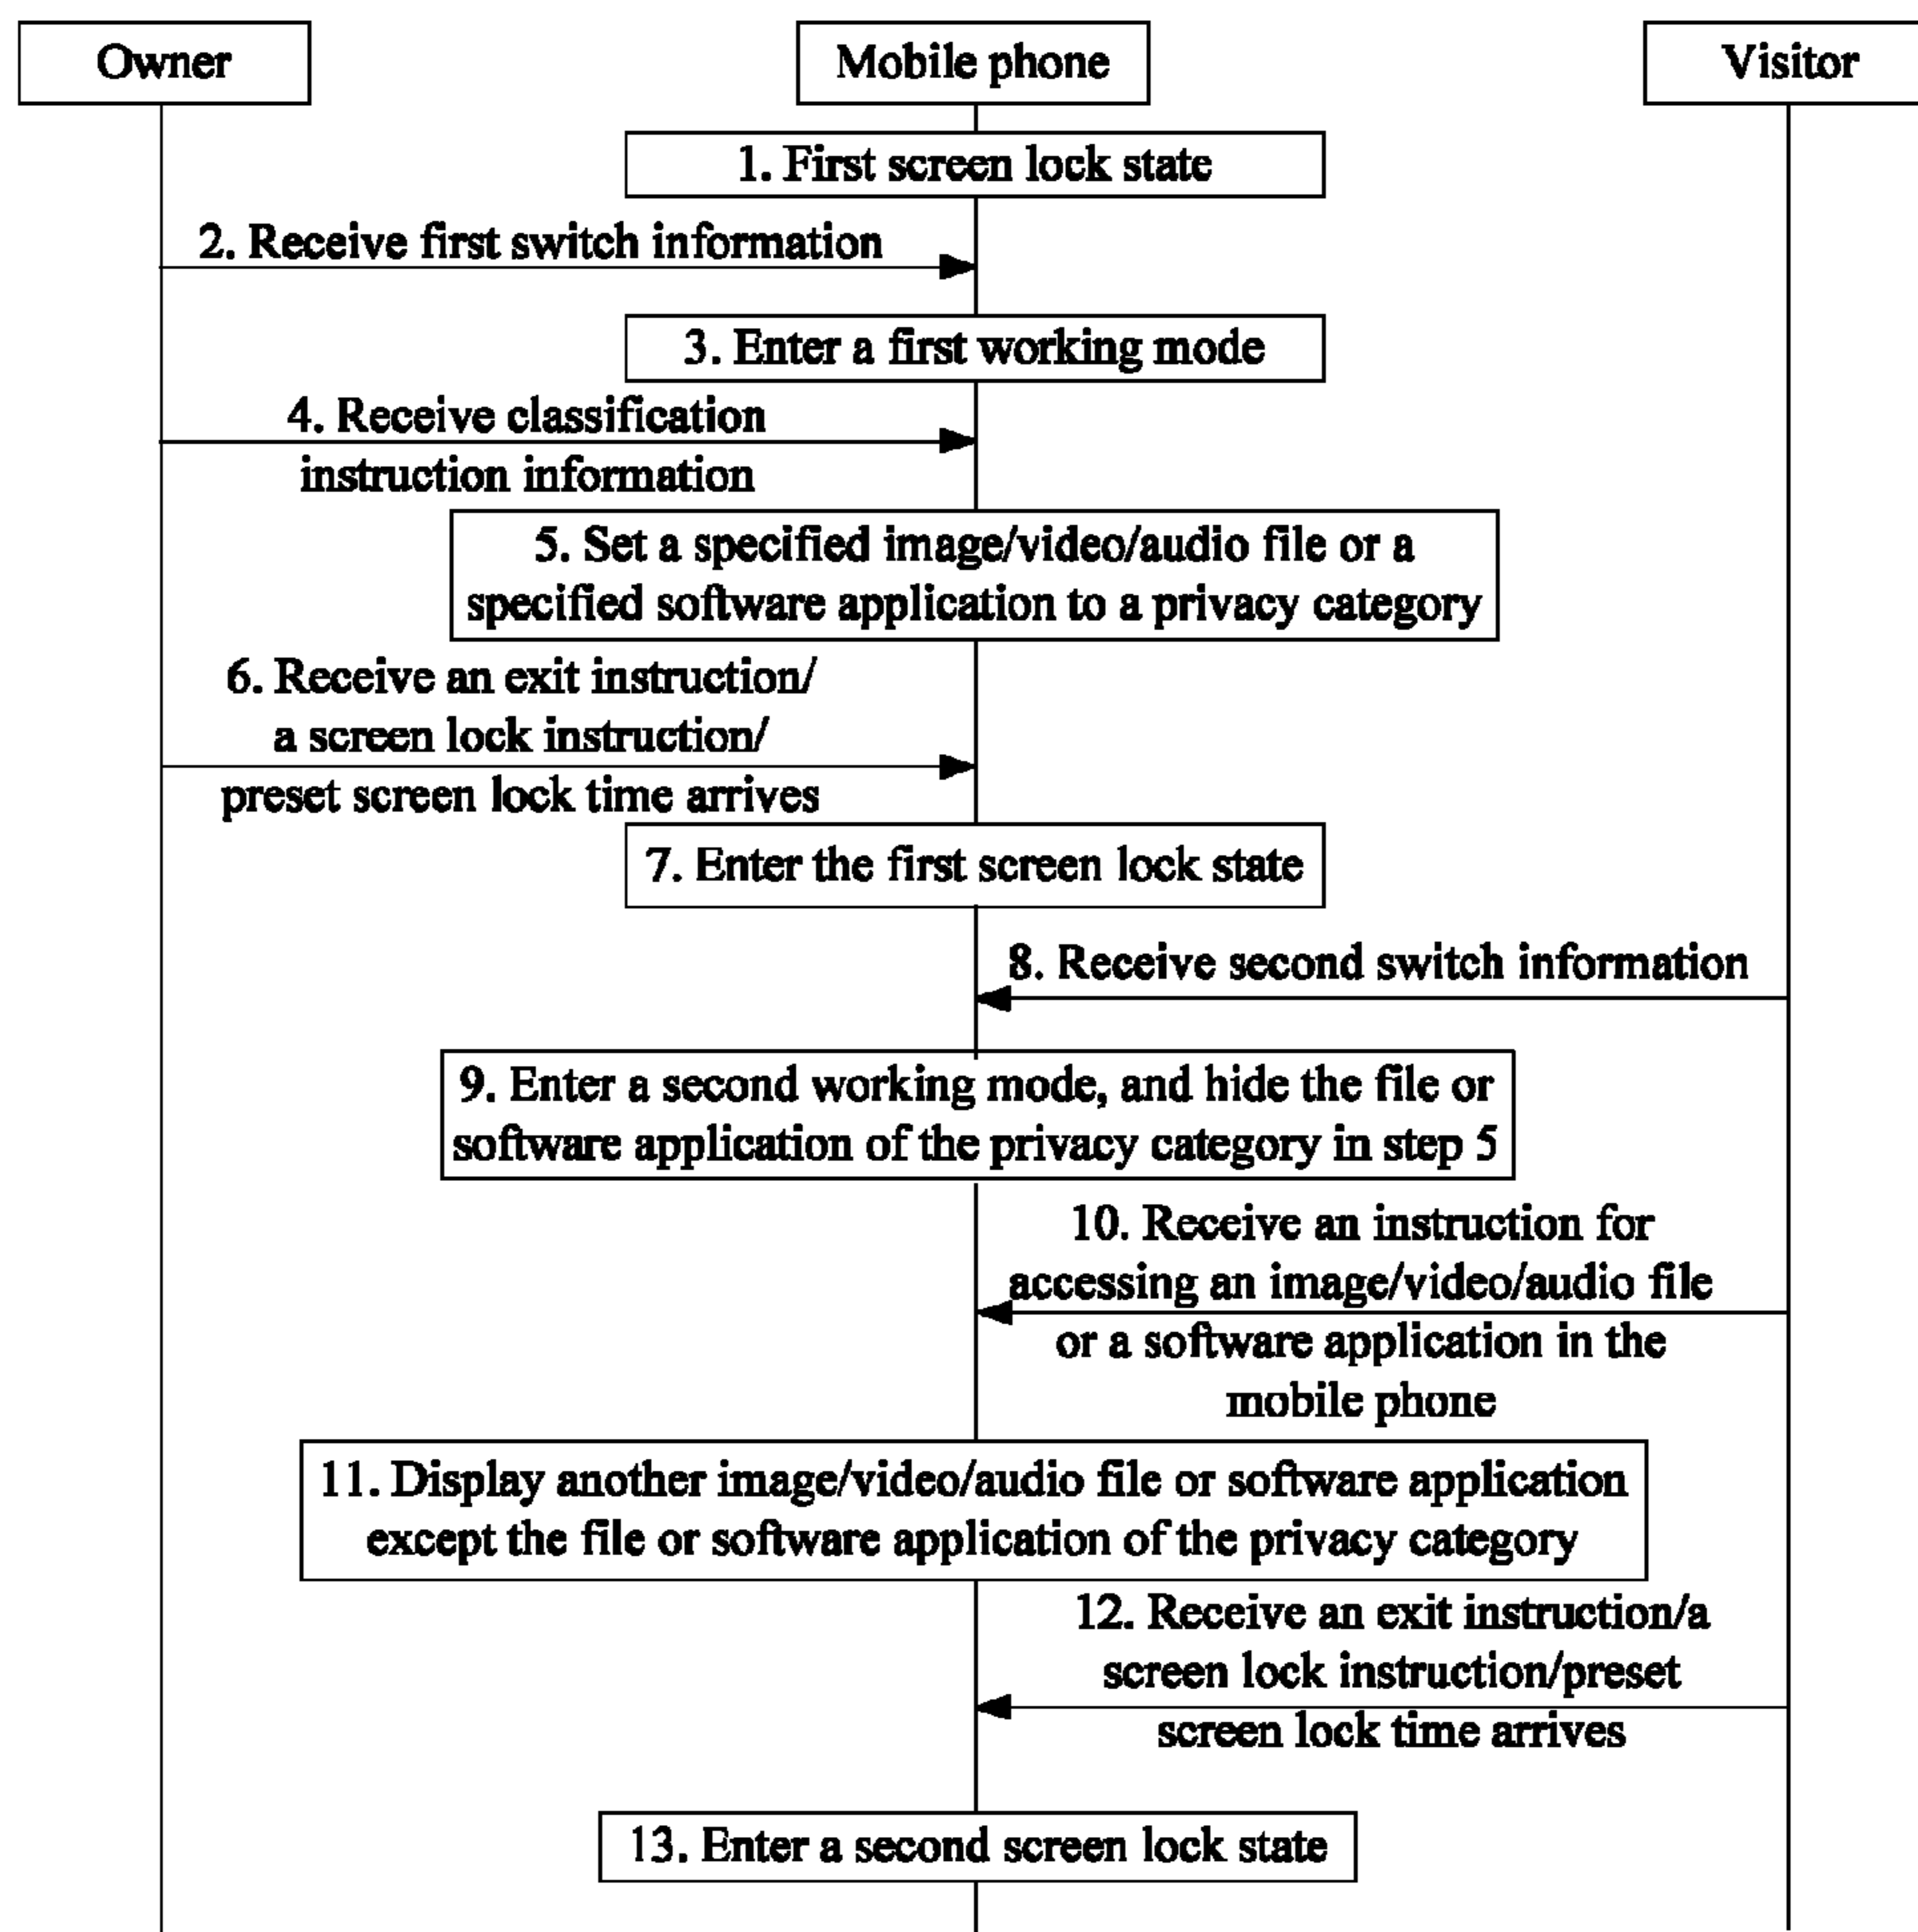 Owner
Mobile phone
Visitor
1. First screen lock state
2. Receive first switch information
3. Enter a first working mode
4. Receive classification
instruction information
5. Set a specified image/video/audio file or a
specified software application to a privacy category
6. Receive an exit instruction/
a screen lock instruction/
preset screen lock time arrives
7. Enter the first screen lock state
8. Receive second switch information
9. Enter a second working mode, and hide the file or
software application of the privacy category in step 5
10. Receive an instruction for
accessing an image/video/audio file
or a software application in the
mobile phone
11. Display another image/video/audio file or software application
except the file or software application of the privacy category
12. Receive an exit instruction/a
screen lock instruction/preset
screen lock time arrives
13. Enter a second screen lock state